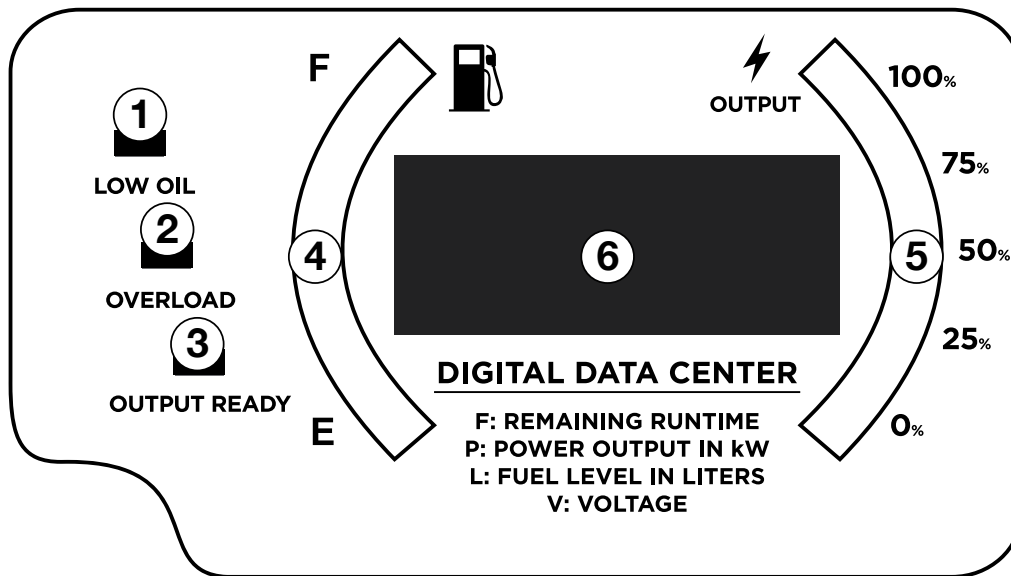 1
LOW OIL
2
OVERLOAD
3
OUTPUT READY
F
4
E
OUTPUT
100%
75%
5
50%
25%
0%
6
DIGITAL DATA CENTER
F: REMAINING RUNTIME
P: POWER OUTPUT IN kW
L: FUEL LEVEL IN LITERS
V: VOLTAGE